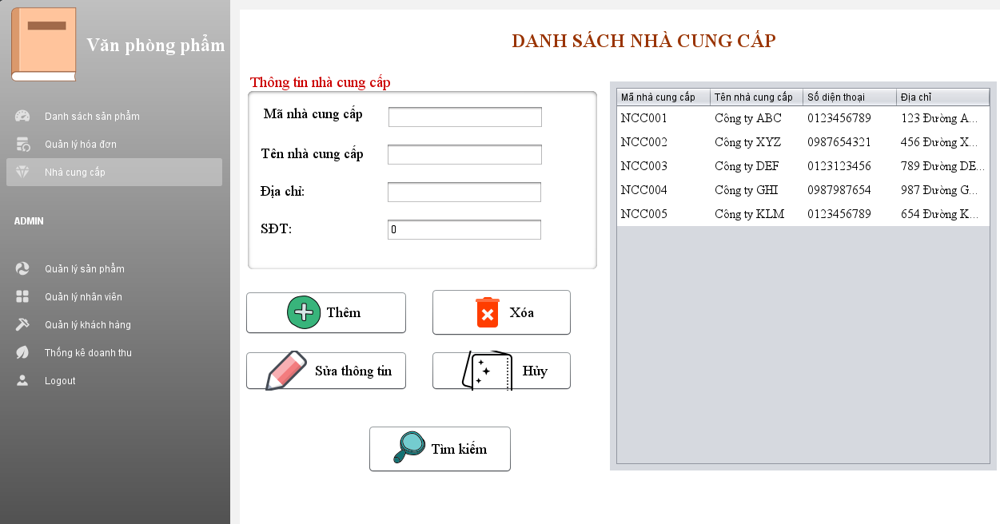 Văn phòng phẩm
Danh sách sản phẩm
Quản lý hóa đơn
Nhà cung cấp
ADMIN
Quản lý sản phẩm
Quản lý nhân viên
Quản lý khách hàng
Thống kê doanh thu
Logout
DANH SÁCH NHÀ CUNG CẤP
Thông tin nhà cung cấp
Mã nhà cung cấp
Tên nhà cung cấp
Địa chỉ:
SĐT: 0
Thêm
Xóa
Sửa thông tin
Hủy
Tìm kiếm
Mã nhà cung cấp Tên nhà cung cấp Số diện thoại Địa chỉ
NCC001 Công ty ABC 0123456789 123 Đường A...
NCC002 Công ty XYZ 0987654321 456 Đường X...
NCC003 Công ty DEF 0123123456 789 Đường DE...
NCC004 Công ty GHI 0987987654 987 Đường G...
NCC005 Công ty KLM 0123456789 654 Đường K...